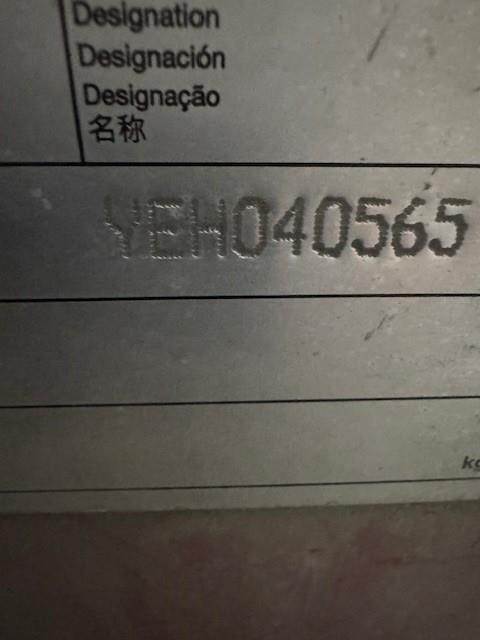 Designation
Designación
Designação
名称
YEH040565
kg